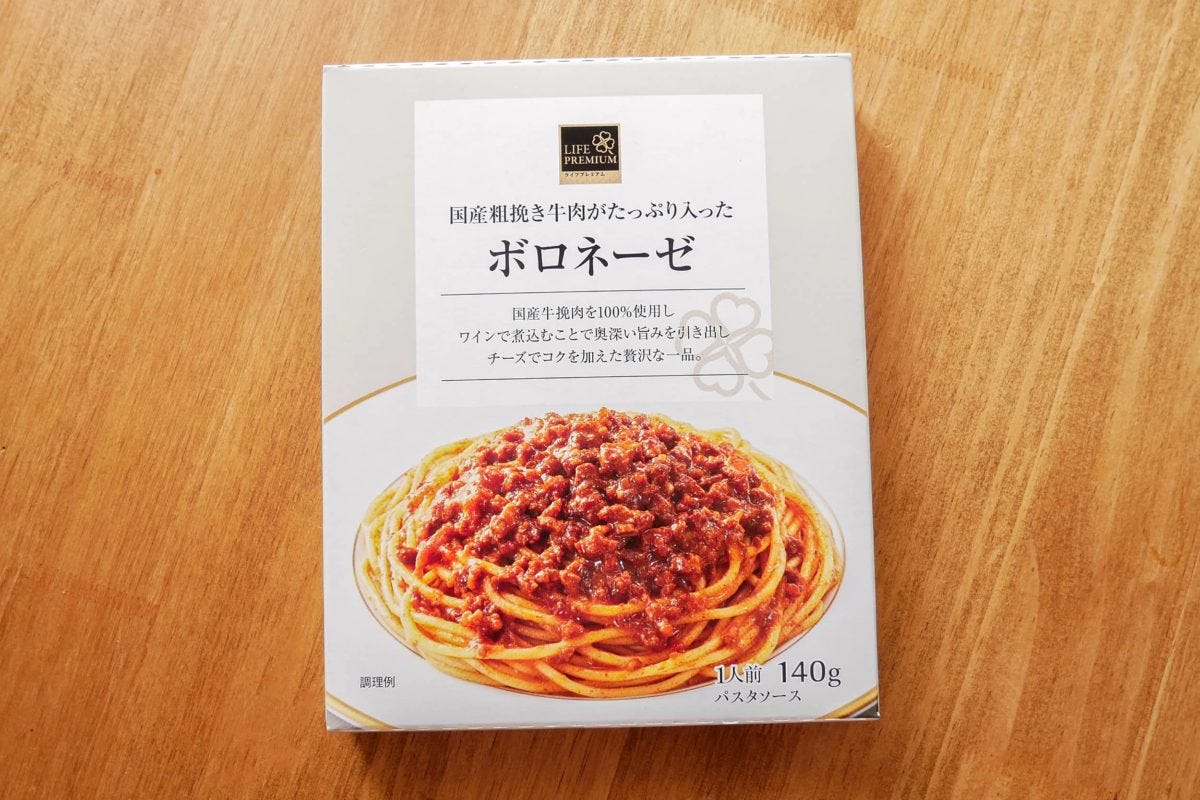 LIFE
PREMIUM
ライフプレミアム
国産粗挽き牛肉がたっぷり入った
ボロネーゼ
国産牛挽肉を100%使用し
ワインで煮込むことで奥深い旨みを引き出し
チーズでコクを加えた贅沢な一品。
調理例
1人前 140g
パスタソース